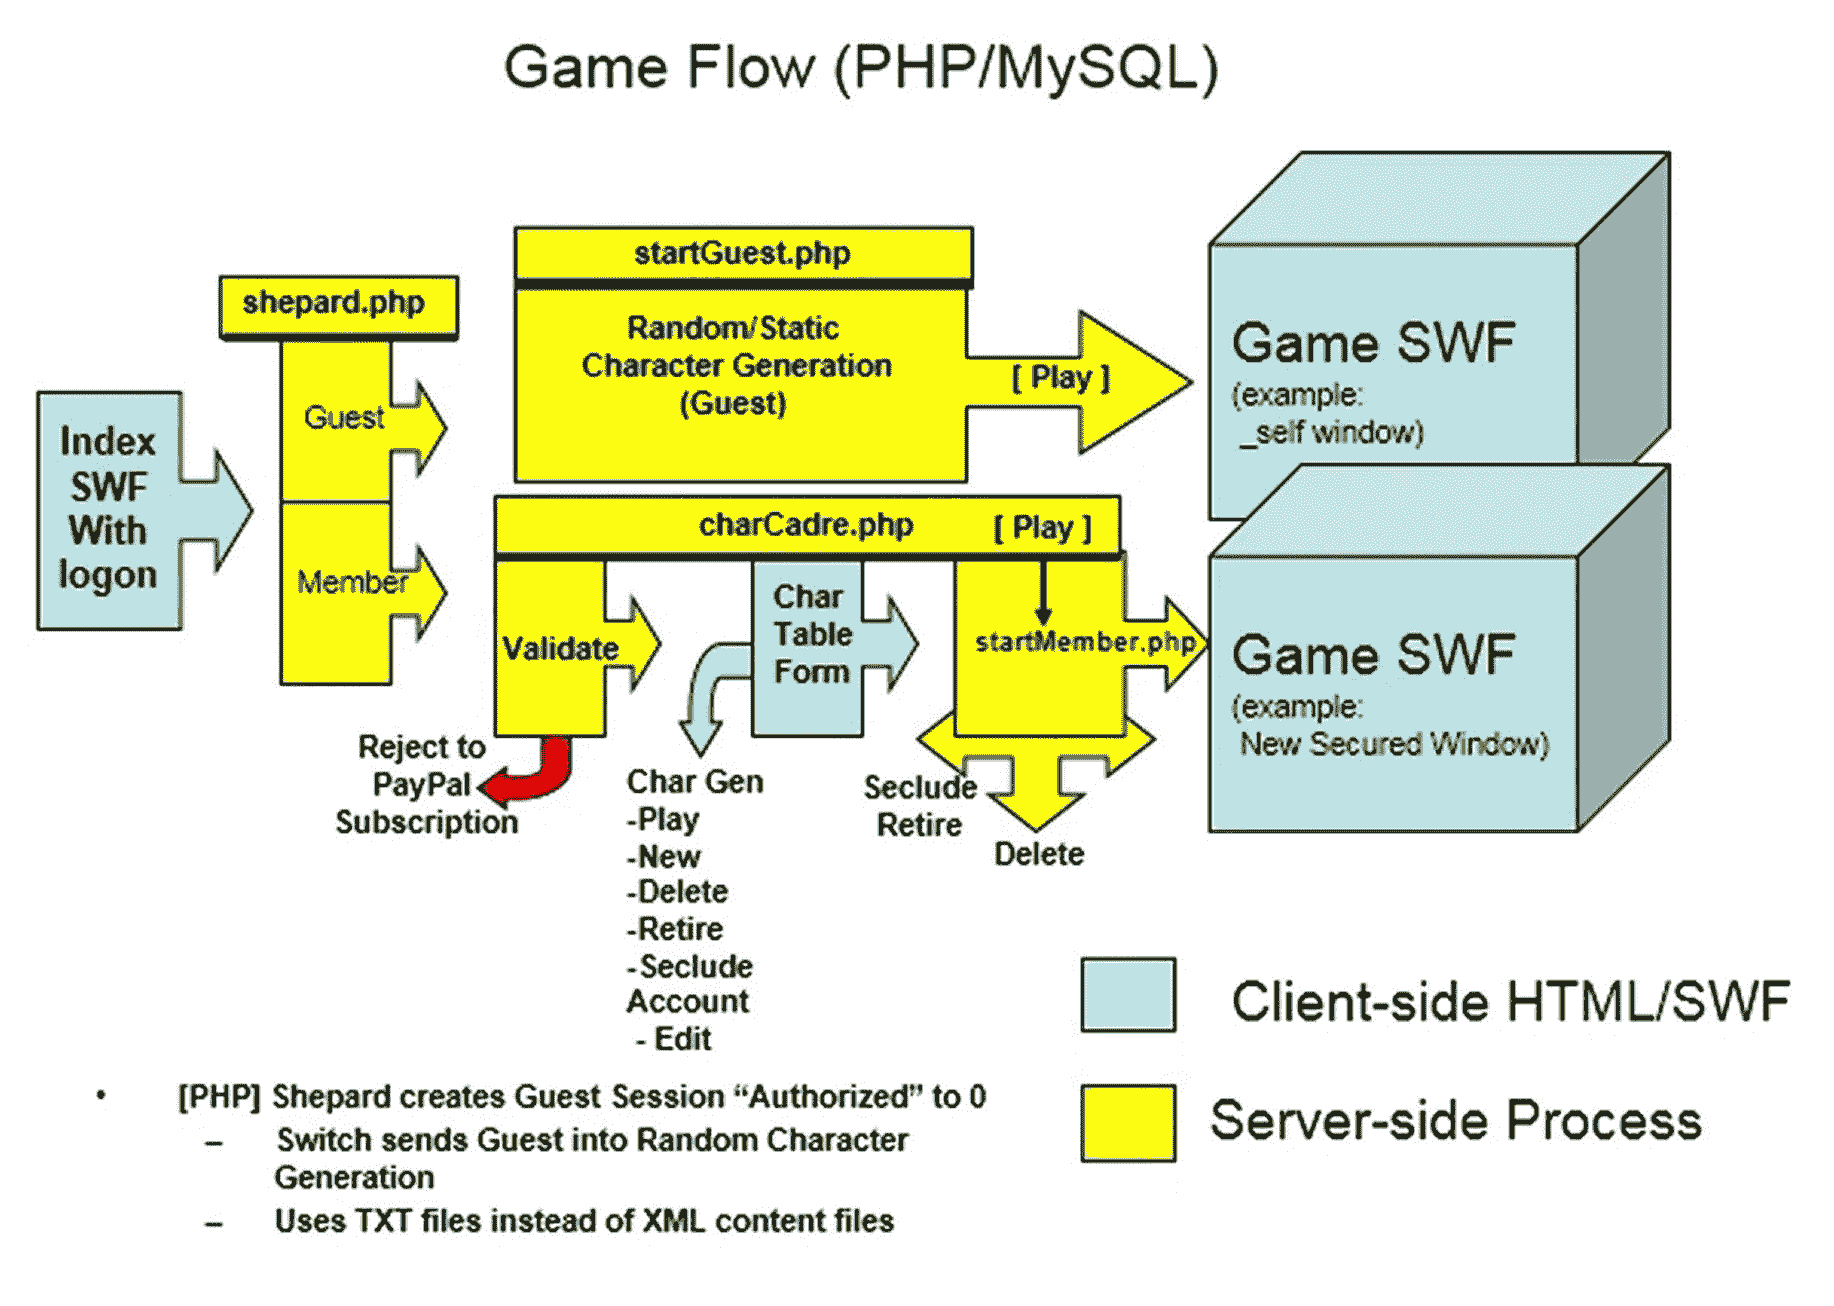 Game Flow (PHP/MySQL)
startGuest.php
shepard.php
Random/Static
Character Generation
(Guest)
[ Play ]
Game SWF
(example:
_self window)
Guest
Index
SWF
With
logon
Member
charCadre.php
[ Play ]
Validate
Char
Table
Form
startMember.php
Game SWF
(example:
New Secured Window)
Reject to
PayPal
Subscription
Char Gen
-Play
-New
-Delete
-Retire
-Seclude
Account
- Edit
Seclude
Retire
Delete
Client-side HTML/SWF
Server-side Process
• [PHP] Shepard creates Guest Session “Authorized” to 0
– Switch sends Guest into Random Character
Generation
– Uses TXT files instead of XML content files